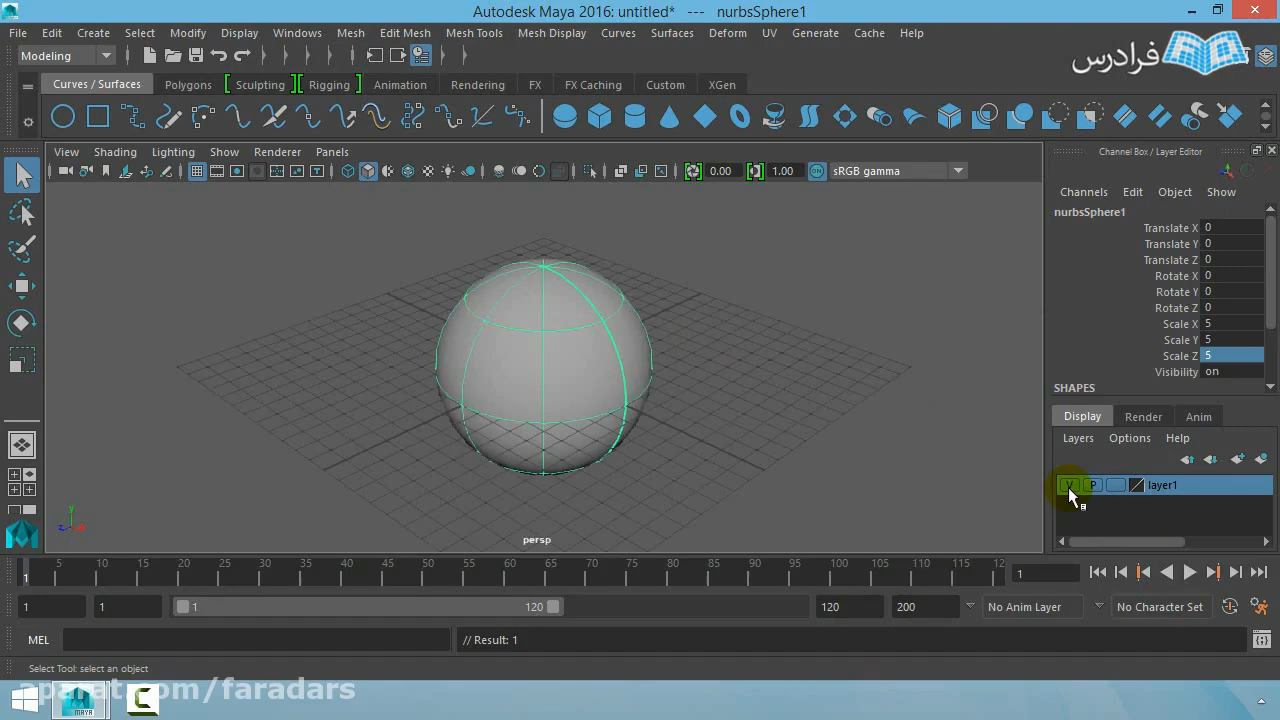 Autodesk Maya 2016: untitled* --- nurbsSphere1
File Edit Create Select Modify Display Windows Mesh Edit Mesh Mesh Tools Mesh Display Curves Surfaces Deform UV Generate Cache Help
Modeling
فرادرس
Curves / Surfaces Polygons Sculpting Rigging Animation Rendering FX FX Caching Custom XGen
View Shading Lighting Show Renderer Panels
0.00 1.00 ON sRGB gamma
Channel Box / Layer Editor
Channels Edit Object Show
nurbsSphere1
Translate X 0
Translate Y 0
Translate Z 0
Rotate X 0
Rotate Y 0
Rotate Z 0
Scale X 5
Scale Y 5
Scale Z 5
Visibility on
SHAPES
Display Render Anim
Layers Options Help
V P layer1
y
z x
persp
5 10 15 20 25 30 35 40 45 50 55 60 65 70 75 80 85 90 95 100 105 110 115 12
1 1
1 1 1 120 120 200 No Anim Layer No Character Set
MEL // Result: 1
Select Tool: select an object
aparat.com/faradars
MAYA